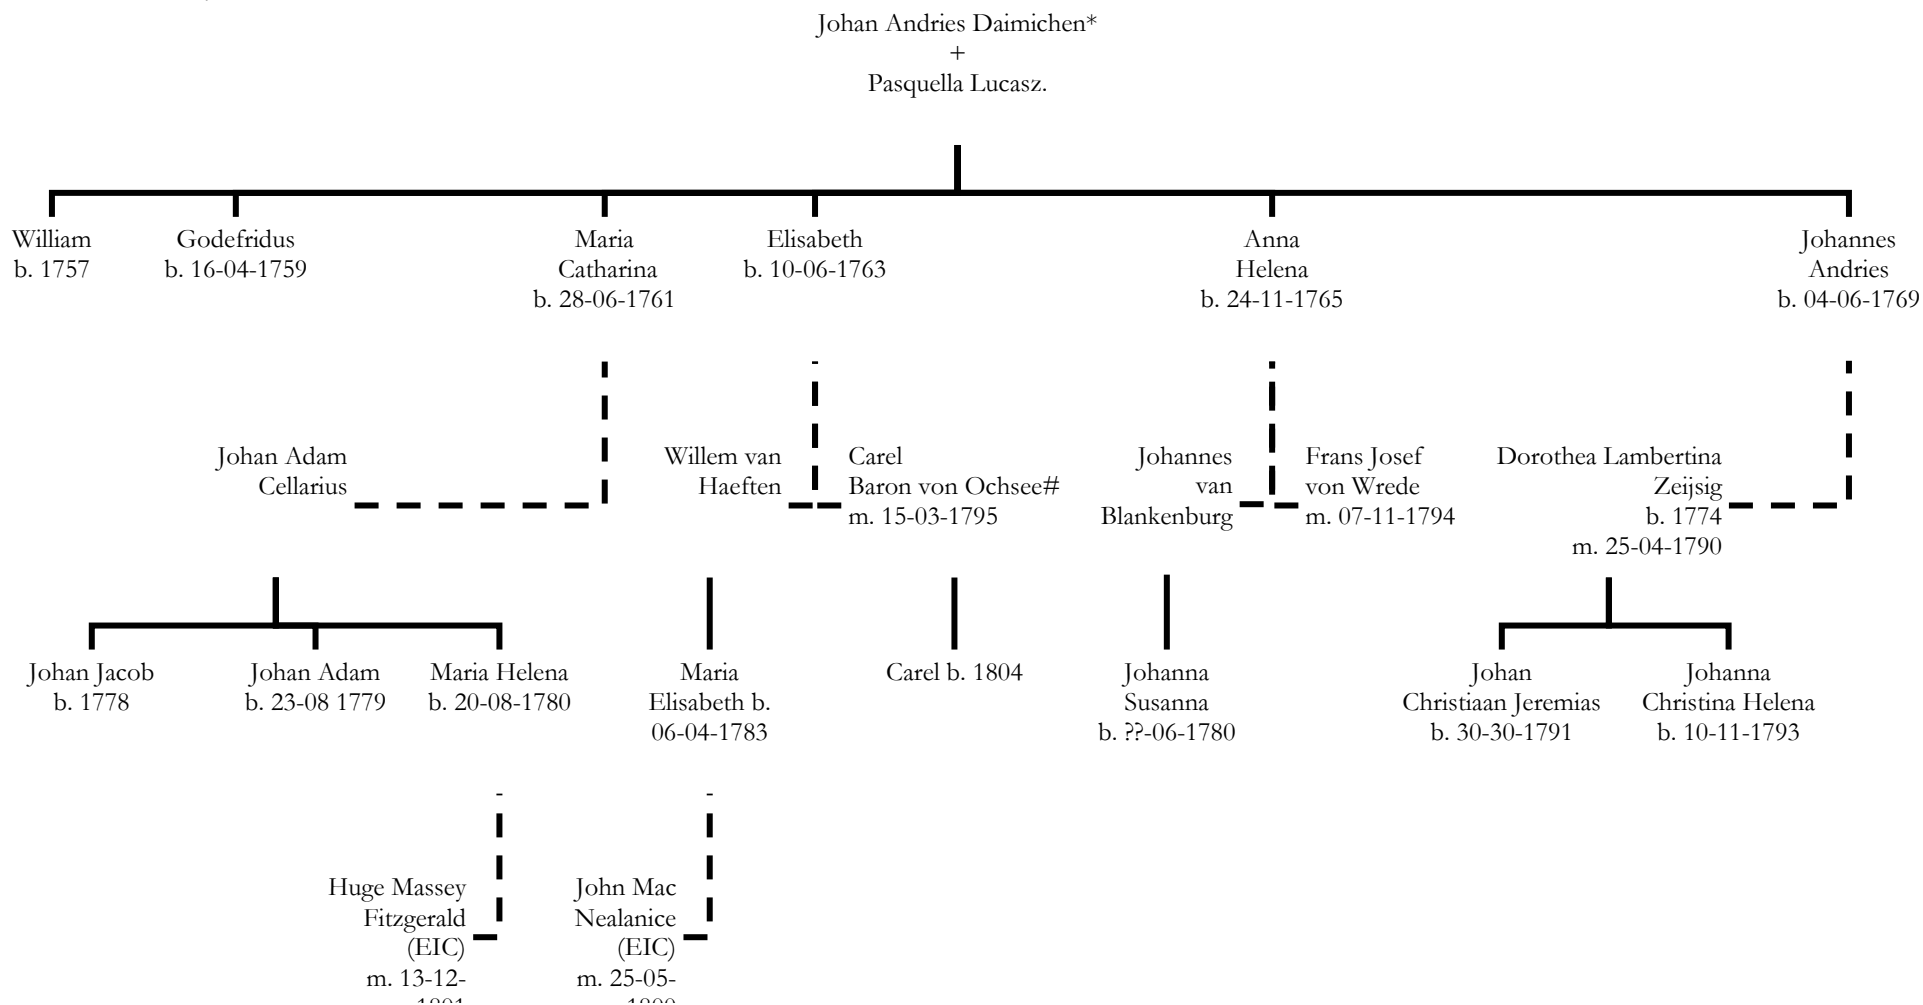 Johan Andries Daimichen*
+
Pasquella Lucasz.
William
b. 1757
Godefridus
b. 16-04-1759
Maria
Catharina
b. 28-06-1761
Elisabeth
b. 10-06-1763
Anna
Helena
b. 24-11-1765
Johannes
Andries
b. 04-06-1769
Johan Adam
Cellarius
Willem van
Haeften
Carel
Baron von Ochsee#
m. 15-03-1795
Johannes
van
Blankenburg
Frans Josef
von Wrede
m. 07-11-1794
Dorothea Lambertina
Zeijsig
b. 1774
m. 25-04-1790
Johan Jacob
b. 1778
Johan Adam
b. 23-08 1779
Maria Helena
b. 20-08-1780
Maria
Elisabeth b.
06-04-1783
Carel b. 1804
Johanna
Susanna
b. ??-06-1780
Johan
Christiaan Jeremias
b. 30-30-1791
Johanna
Christina Helena
b. 10-11-1793
Huge Massey
Fitzgerald
(EIC)
m. 13-12-
John Mac
Nealanice
(EIC)
m. 25-05-